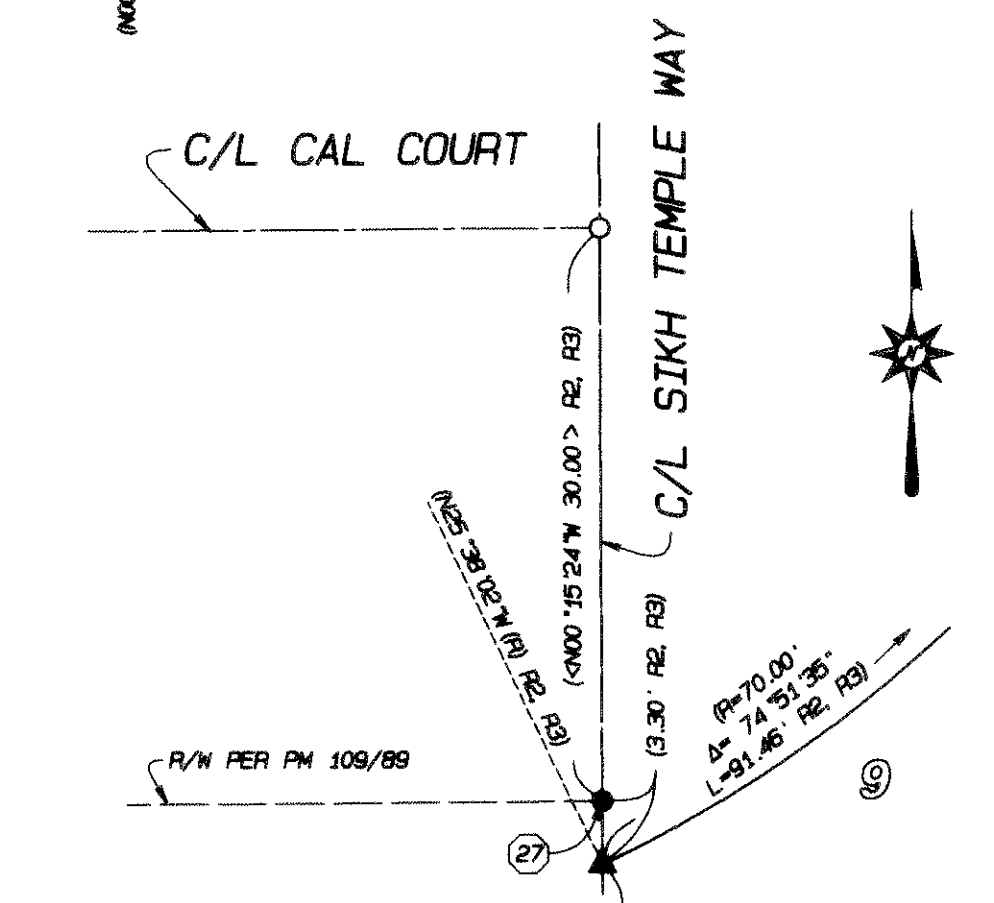 (N00
C/L CAL COURT
C/L SIKH TEMPLE WAY
N
(<N00°15'24"W 30.00> R2, R3)
(N25°38'02"W (R) R2, R3)
(3.30' R2, R3)
(R=70.00'
Δ= 74°51'35"
L=91.46' R2, R3)
R/W PER PM 109/89
27